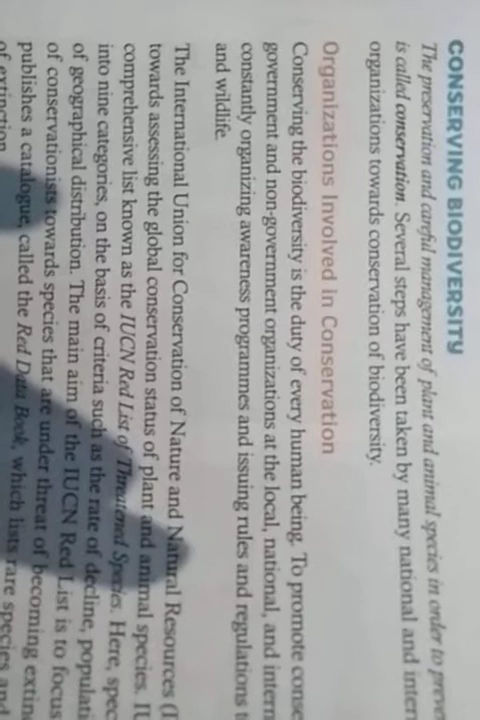 CONSERVING BIODIVERSITY
The preservation and careful management of plant and animal species in order to
is called conservation. Several steps have been taken by many national and
organizations towards conservation of biodiversity.
Organizations Involved in Conservation
Conserving the biodiversity is the duty of every human being. To promote
government and non-government organizations at the local, national, and
constantly organizing awareness programmes and issuing rules and regulations
and wildlife.
The International Union for Conservation of Nature and Natural Resources
towards assessing the global conservation status of plant and animal species.
comprehensive list known as the IUCN Red List of Threatened Species. Here,
into nine categories, on the basis of criteria such as the rate of decline,
of geographical distribution. The main aim of the IUCN Red List is to focus
of conservationists towards species that are under threat of becoming
publishes a catalogue, called the Red Data Book, which lists rare species and
of extinction